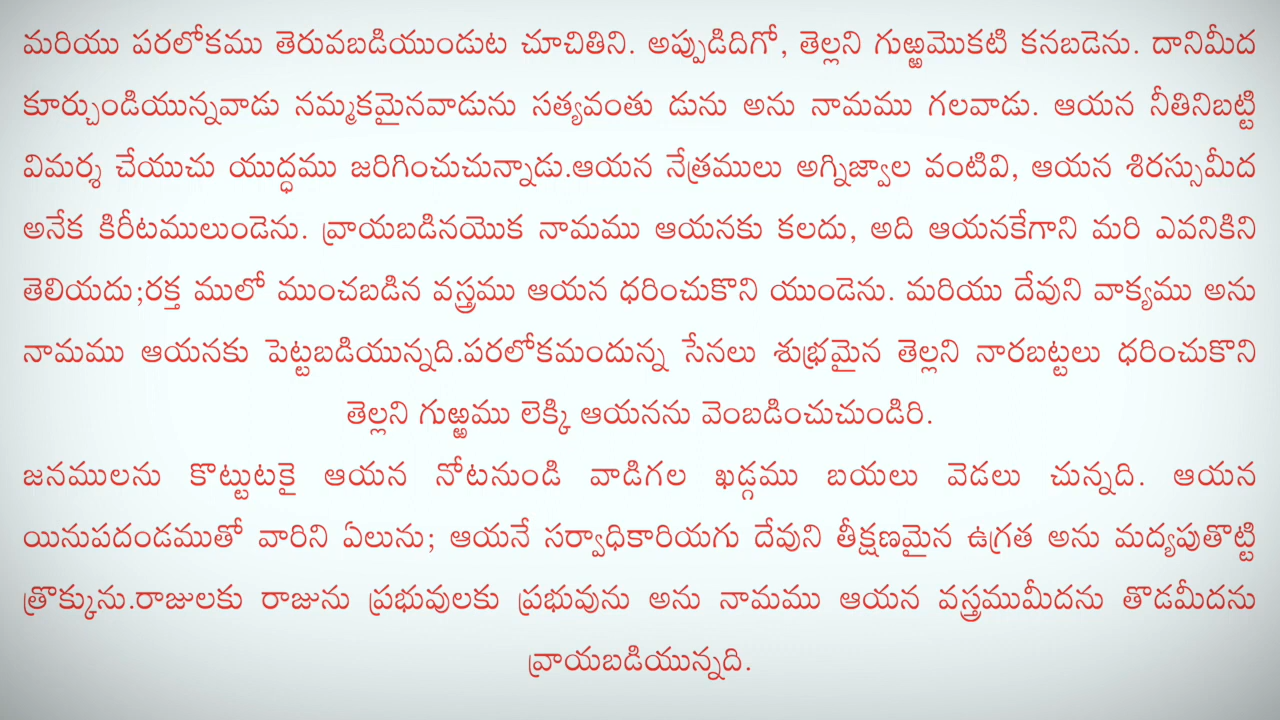 మరియు పరలోకము తెరువబడియుండుట చూచితిని. అప్పుడిదిగో, తెల్లని గుఱ్ఱమొకటి కనబడెను. దానిమీద
కూర్చుండియున్నవాడు నమ్మకమైనవాడును సత్యవంతు డును అను నామము గలవాడు. ఆయన నీతినిబట్టి
విమర్శ చేయుచు యుద్ధము జరిగించుచున్నాడు.ఆయన నేత్రములు అగ్నిజ్వాల వంటివి, ఆయన శిరస్సుమీద
అనేక కిరీటములుండెను. వ్రాయబడినయొక నామము ఆయనకు కలదు, అది ఆయనకేగాని మరి ఎవనికిని
తెలియదు;రక్త ములో ముంచబడిన వస్త్రము ఆయన ధరించుకొని యుండెను. మరియు దేవుని వాక్యము అను
నామము ఆయనకు పెట్టబడియున్నది.పరలోకమందున్న సేనలు శుభ్రమైన తెల్లని నారబట్టలు ధరించుకొని
తెల్లని గుఱ్ఱము లెక్కి ఆయనను వెంబడించుచుండిరి.
జనములను కొట్టుటకై ఆయన నోటనుండి వాడిగల ఖడ్గము బయలు వెడలు చున్నది. ఆయన
యినుపదండముతో వారిని ఏలును; ఆయనే సర్వాధికారియగు దేవుని తీక్షణమైన ఉగ్రత అను మద్యపుతొట్టి
త్రొక్కును.రాజులకు రాజును ప్రభువులకు ప్రభువును అను నామము ఆయన వస్త్రముమీదను తొడమీదను
వ్రాయబడియున్నది.